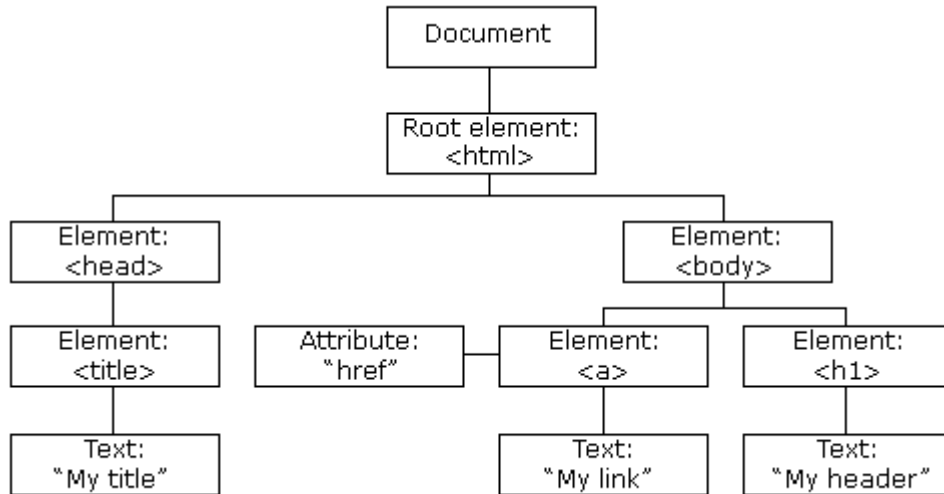 Document
Root element:
<html>
Element:
<head>
Element:
<body>
Element:
<title>
Attribute:
“href”
Element:
<a>
Element:
<h1>
Text:
“My title”
Text:
“My link”
Text:
“My header”